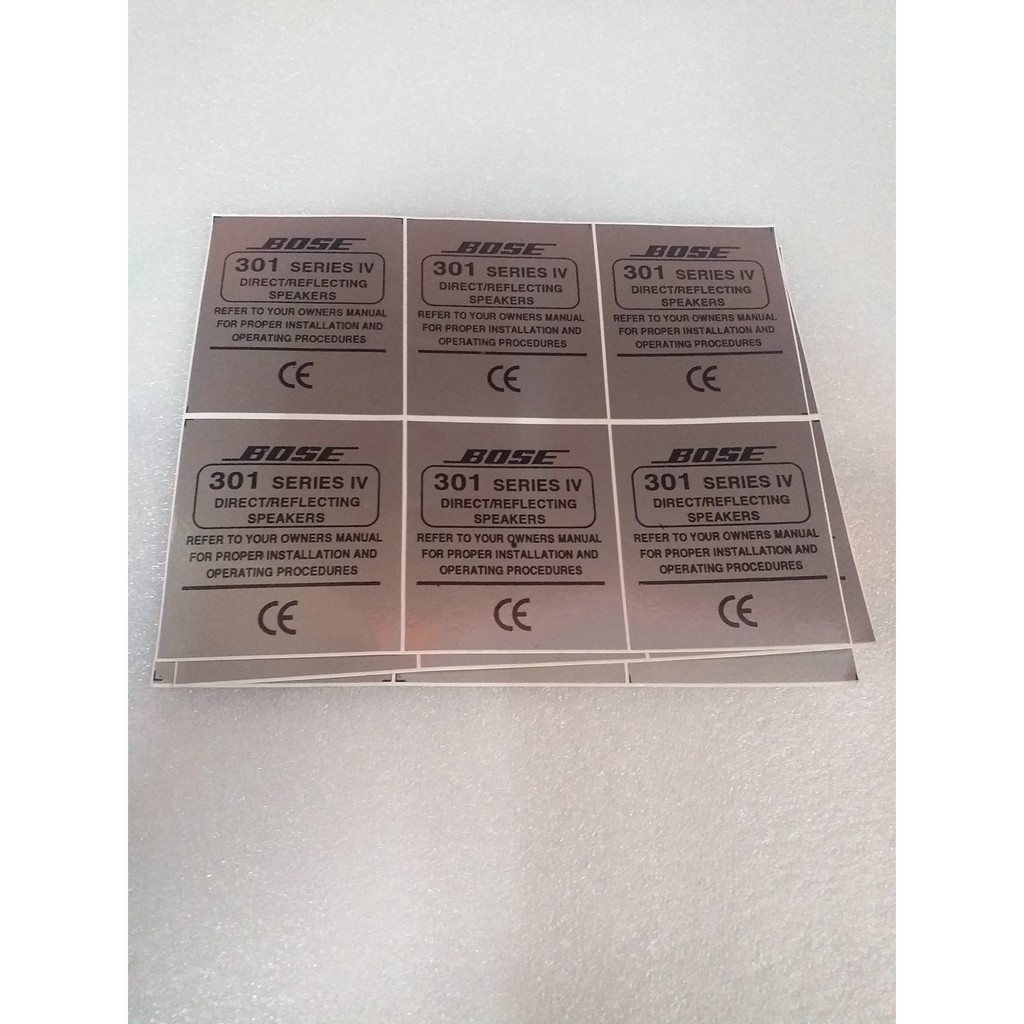 BOSE
301 SERIES IV
DIRECT/REFLECTING
SPEAKERS
REFER TO YOUR OWNERS MANUAL
FOR PROPER INSTALLATION AND
OPERATING PROCEDURES
CE
BOSE
301 SERIES IV
DIRECT/REFLECTING
SPEAKERS
REFER TO YOUR OWNERS MANUAL
FOR PROPER INSTALLATION AND
OPERATING PROCEDURES
CE
BOSE
301 SERIES IV
DIRECT/REFLECTING
SPEAKERS
REFER TO YOUR OWNERS MANUAL
FOR PROPER INSTALLATION AND
OPERATING PROCEDURES
CE
BOSE
301 SERIES IV
DIRECT/REFLECTING
SPEAKERS
REFER TO YOUR OWNERS MANUAL
FOR PROPER INSTALLATION AND
OPERATING PROCEDURES
CE
BOSE
301 SERIES IV
DIRECT/REFLECTING
SPEAKERS
REFER TO YOUR OWNERS MANUAL
FOR PROPER INSTALLATION AND
OPERATING PROCEDURES
CE
BOSE
301 SERIES IV
DIRECT/REFLECTING
SPEAKERS
REFER TO YOUR OWNERS MANUAL
FOR PROPER INSTALLATION AND
OPERATING PROCEDURES
CE